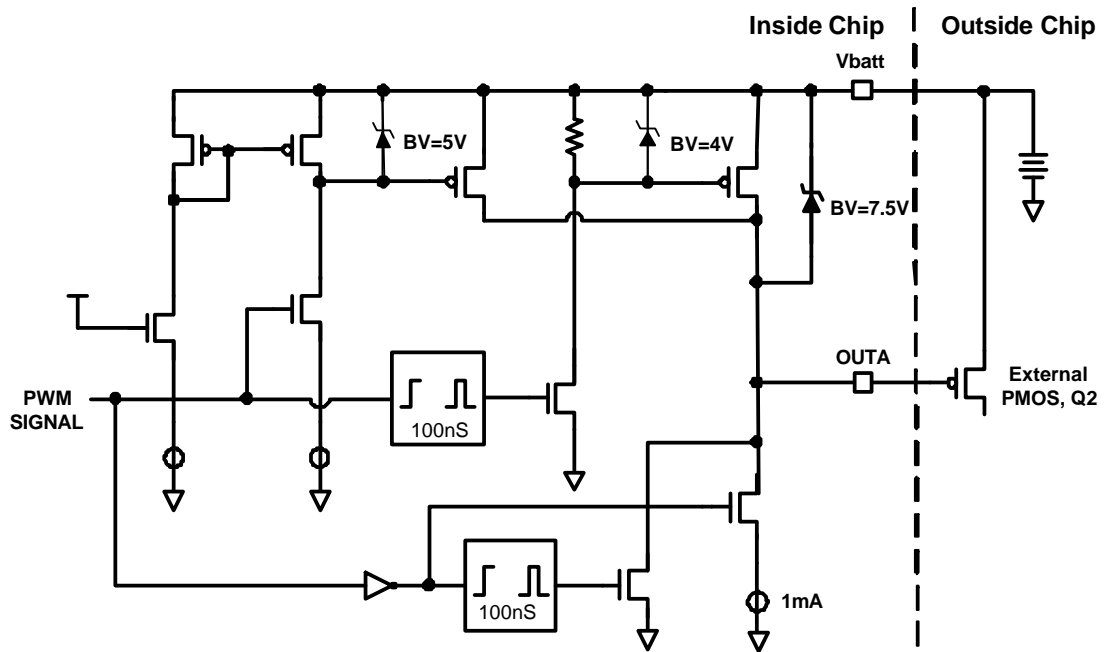 Inside Chip
Outside Chip
Vbatt
BV=5V
BV=4V
BV=7.5V
OUTA
External
PMOS, Q2
PWM
SIGNAL
100nS
100nS
1mA